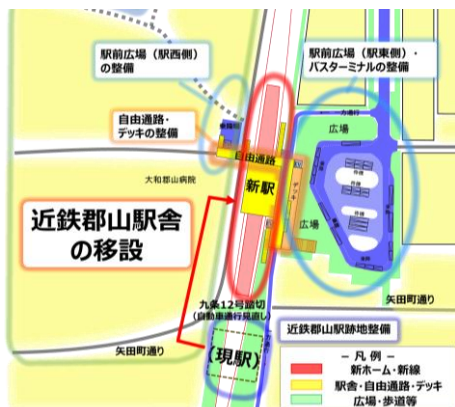 駅前広場（駅西側）
の整備
駅前広場（駅東側）・
バスターミナルの整備
自由通路・
デッキの整備
一方通行
広場
自由通路
大和郡山病院
新駅
デッキ
広場
近鉄郡山駅舎
の移設
九条12号踏切
（自動車通行見直し）
矢田町通り
近鉄郡山駅跡地整備
矢田町通り
（現駅）
－ 凡 例 －
新ホーム・新線
駅舎・自由通路・デッキ
広場・歩道等